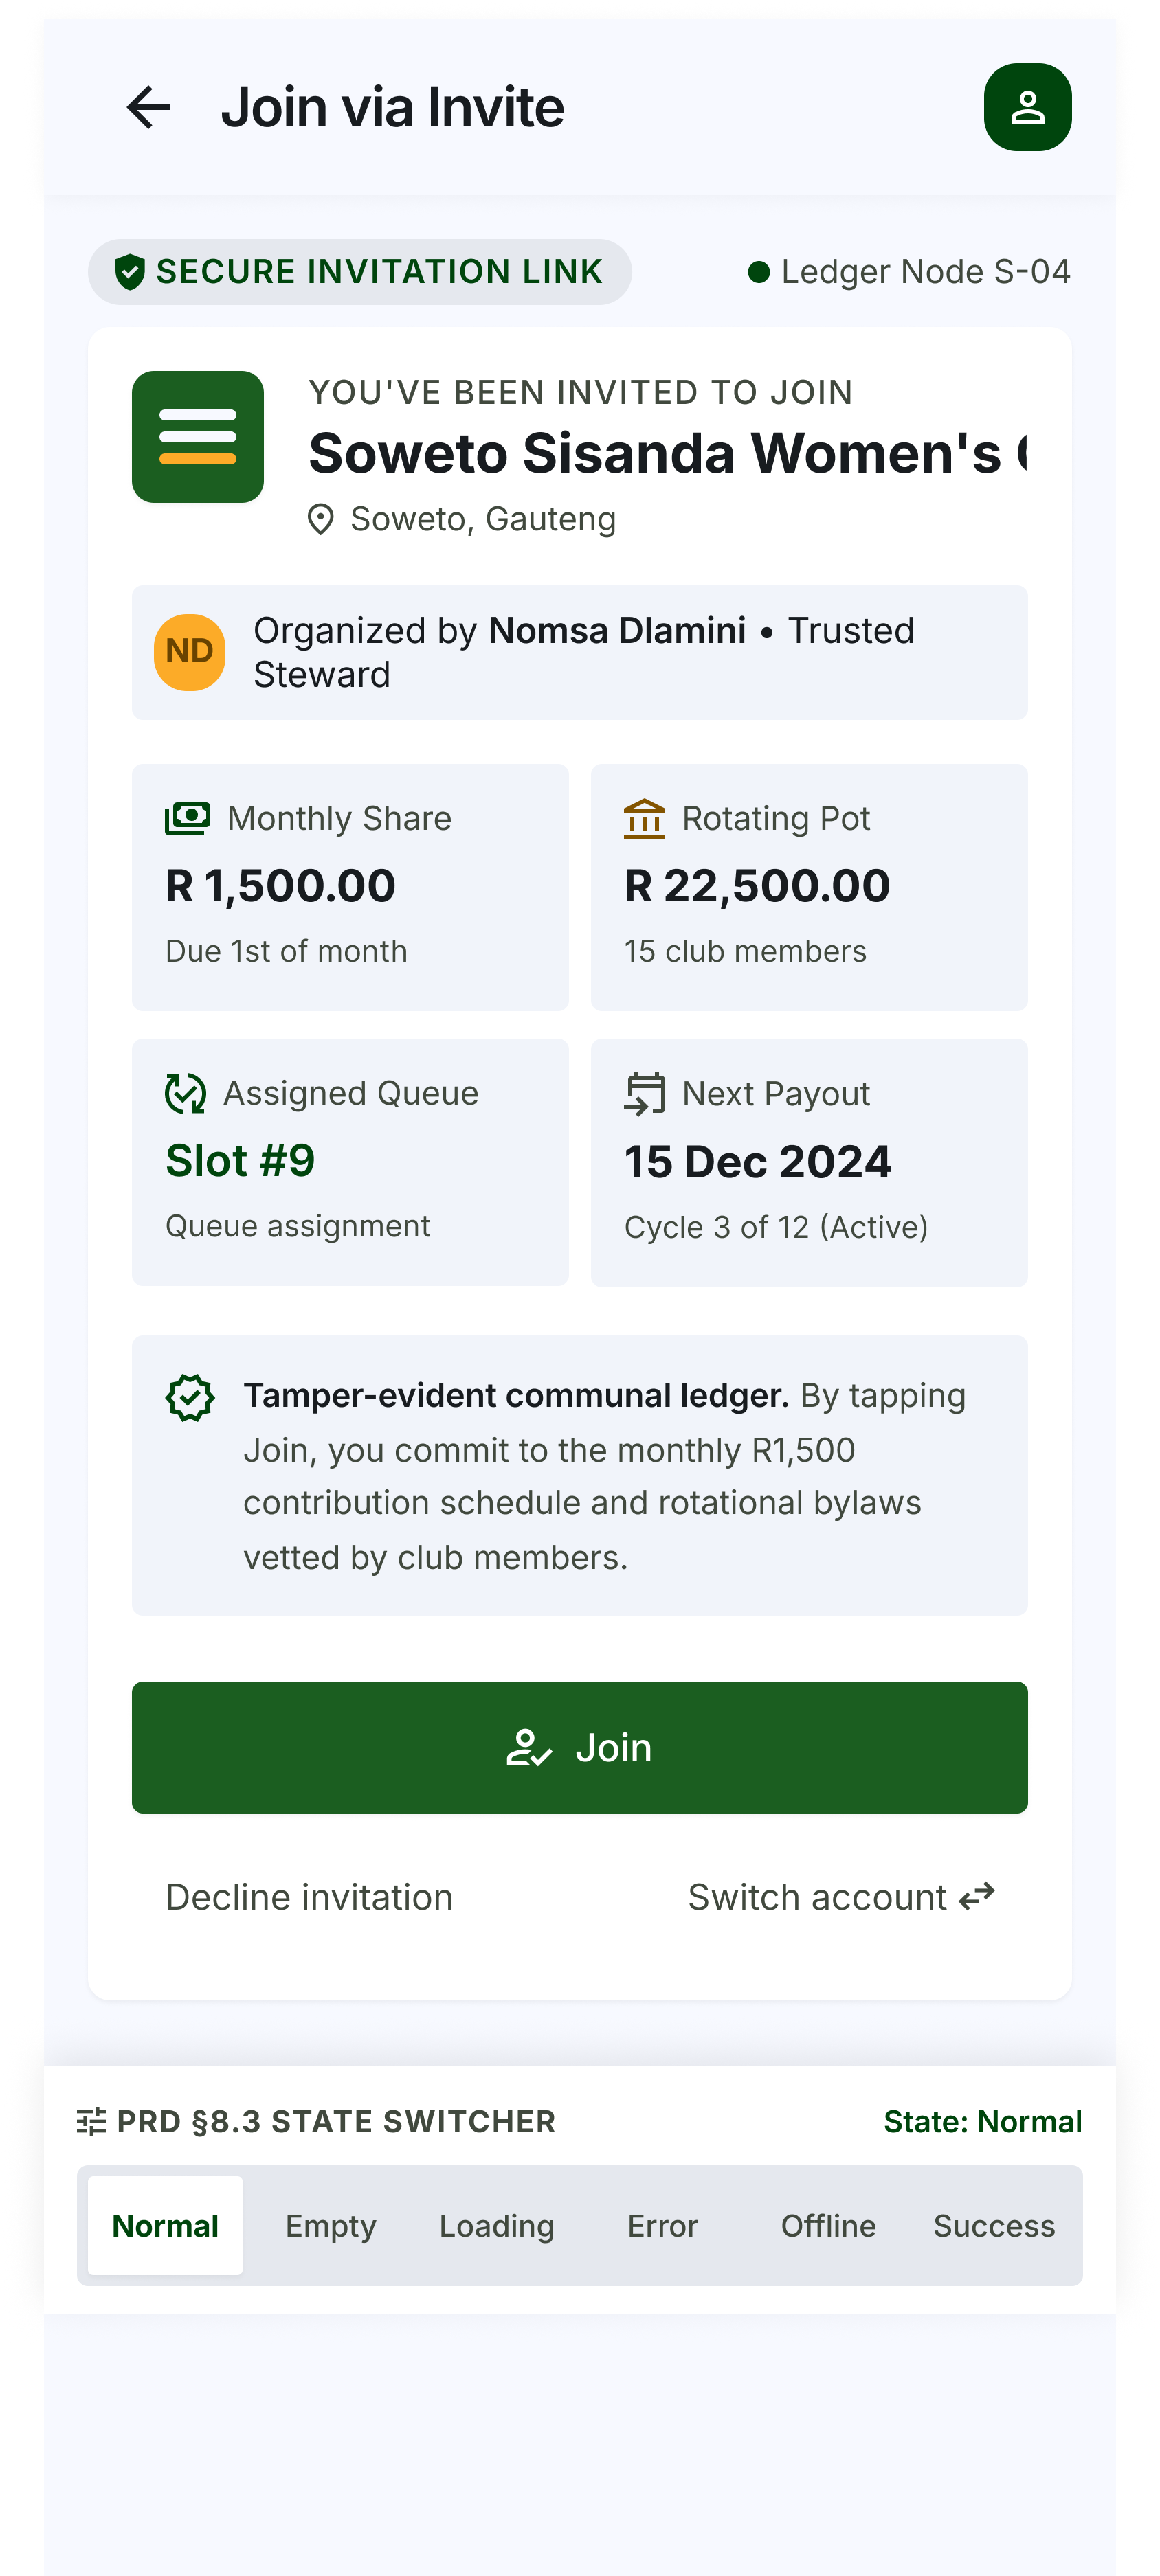 Join via Invite
SECURE INVITATION LINK
Ledger Node S-04
YOU'VE BEEN INVITED TO JOIN
Soweto Sisanda Women's
Soweto, Gauteng
ND
Organized by Nomsa Dlamini • Trusted
Steward
Monthly Share
R 1,500.00
Due 1st of month
Rotating Pot
R 22,500.00
15 club members
Assigned Queue
Slot #9
Queue assignment
Next Payout
15 Dec 2024
Cycle 3 of 12 (Active)
Tamper-evident communal ledger. By tapping
Join, you commit to the monthly R1,500
contribution schedule and rotational bylaws
vetted by club members.
Join
Decline invitation
Switch account
PRD §8.3 STATE SWITCHER
State: Normal
Normal
Empty
Loading
Error
Offline
Success